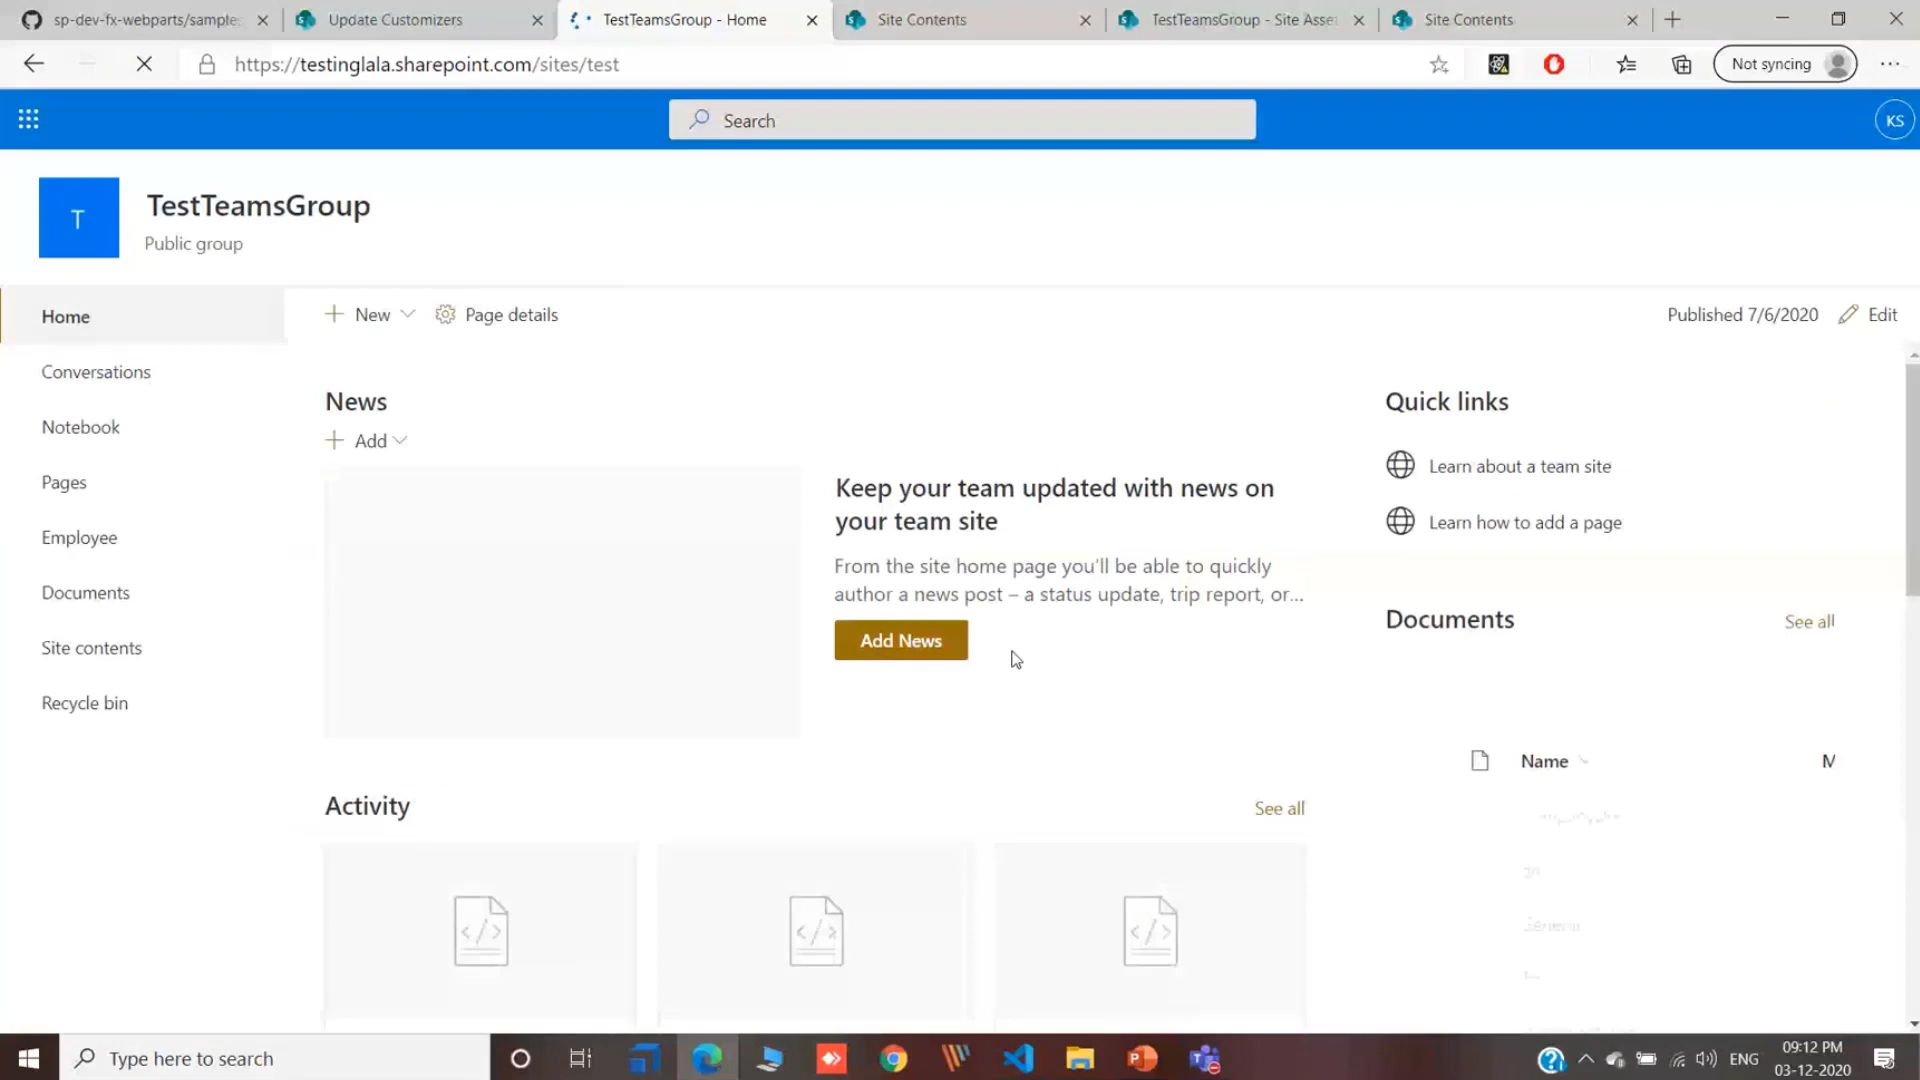 sp-dev-fx-webparts/sample
Update Customizers
TestTeamsGroup - Home
Site Contents
TestTeamsGroup - Site Asse
Site Contents
https://testinglala.sharepoint.com/sites/test
Not syncing
Search
KS
T
TestTeamsGroup
Public group
Home
Conversations
Notebook
Pages
Employee
Documents
Site contents
Recycle bin
New
Page details
Published 7/6/2020
Edit
News
Add
Keep your team updated with news on
your team site
From the site home page you'll be able to quickly
author a news post – a status update, trip report, or...
Add News
Quick links
Learn about a team site
Learn how to add a page
Documents
See all
Name
M
Activity
See all
Type here to search
ENG
09:12 PM
03-12-2020